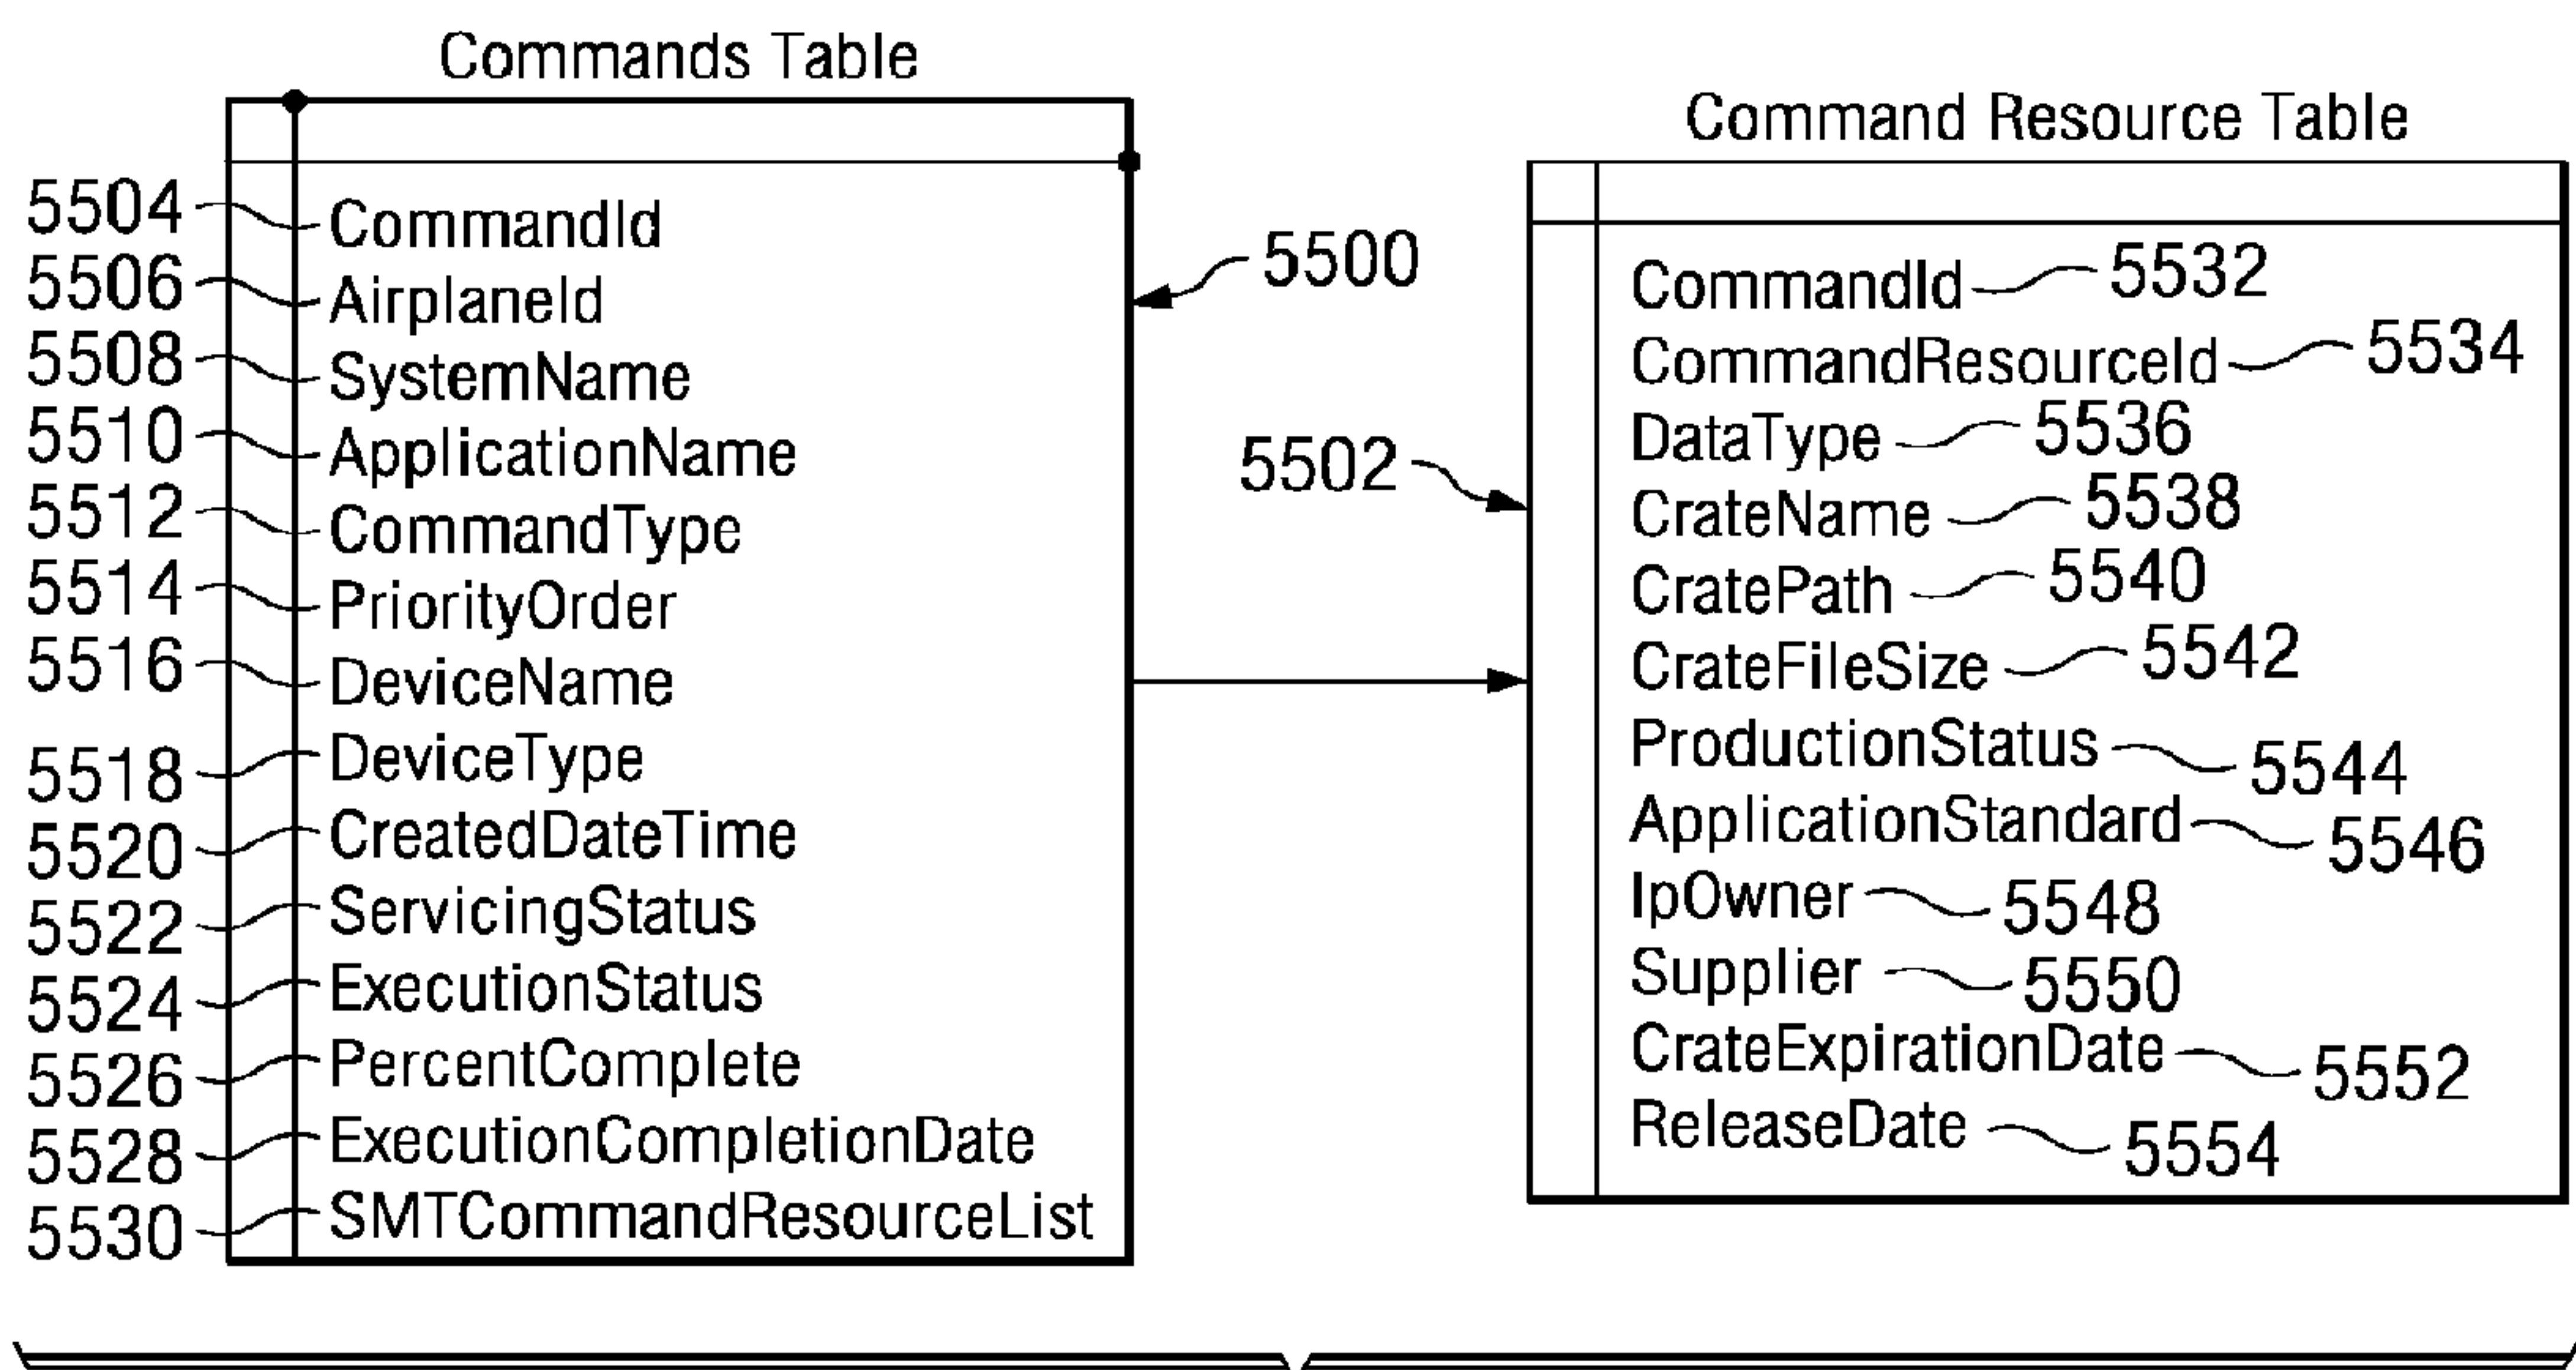 Commands Table
5504 CommandId
5506 AirplaneId
5508 SystemName
5510 ApplicationName
5512 CommandType
5514 PriorityOrder
5516 DeviceName
5518 DeviceType
5520 CreatedDateTime
5522 ServicingStatus
5524 ExecutionStatus
5526 PercentComplete
5528 ExecutionCompletionDate
5530 SMTCommandResourceList
5500
5502
Command Resource Table
CommandId 5532
CommandResourceId 5534
DataType 5536
CrateName 5538
CratePath 5540
CrateFileSize 5542
ProductionStatus 5544
ApplicationStandard 5546
IpOwner 5548
Supplier 5550
CrateExpirationDate 5552
ReleaseDate 5554